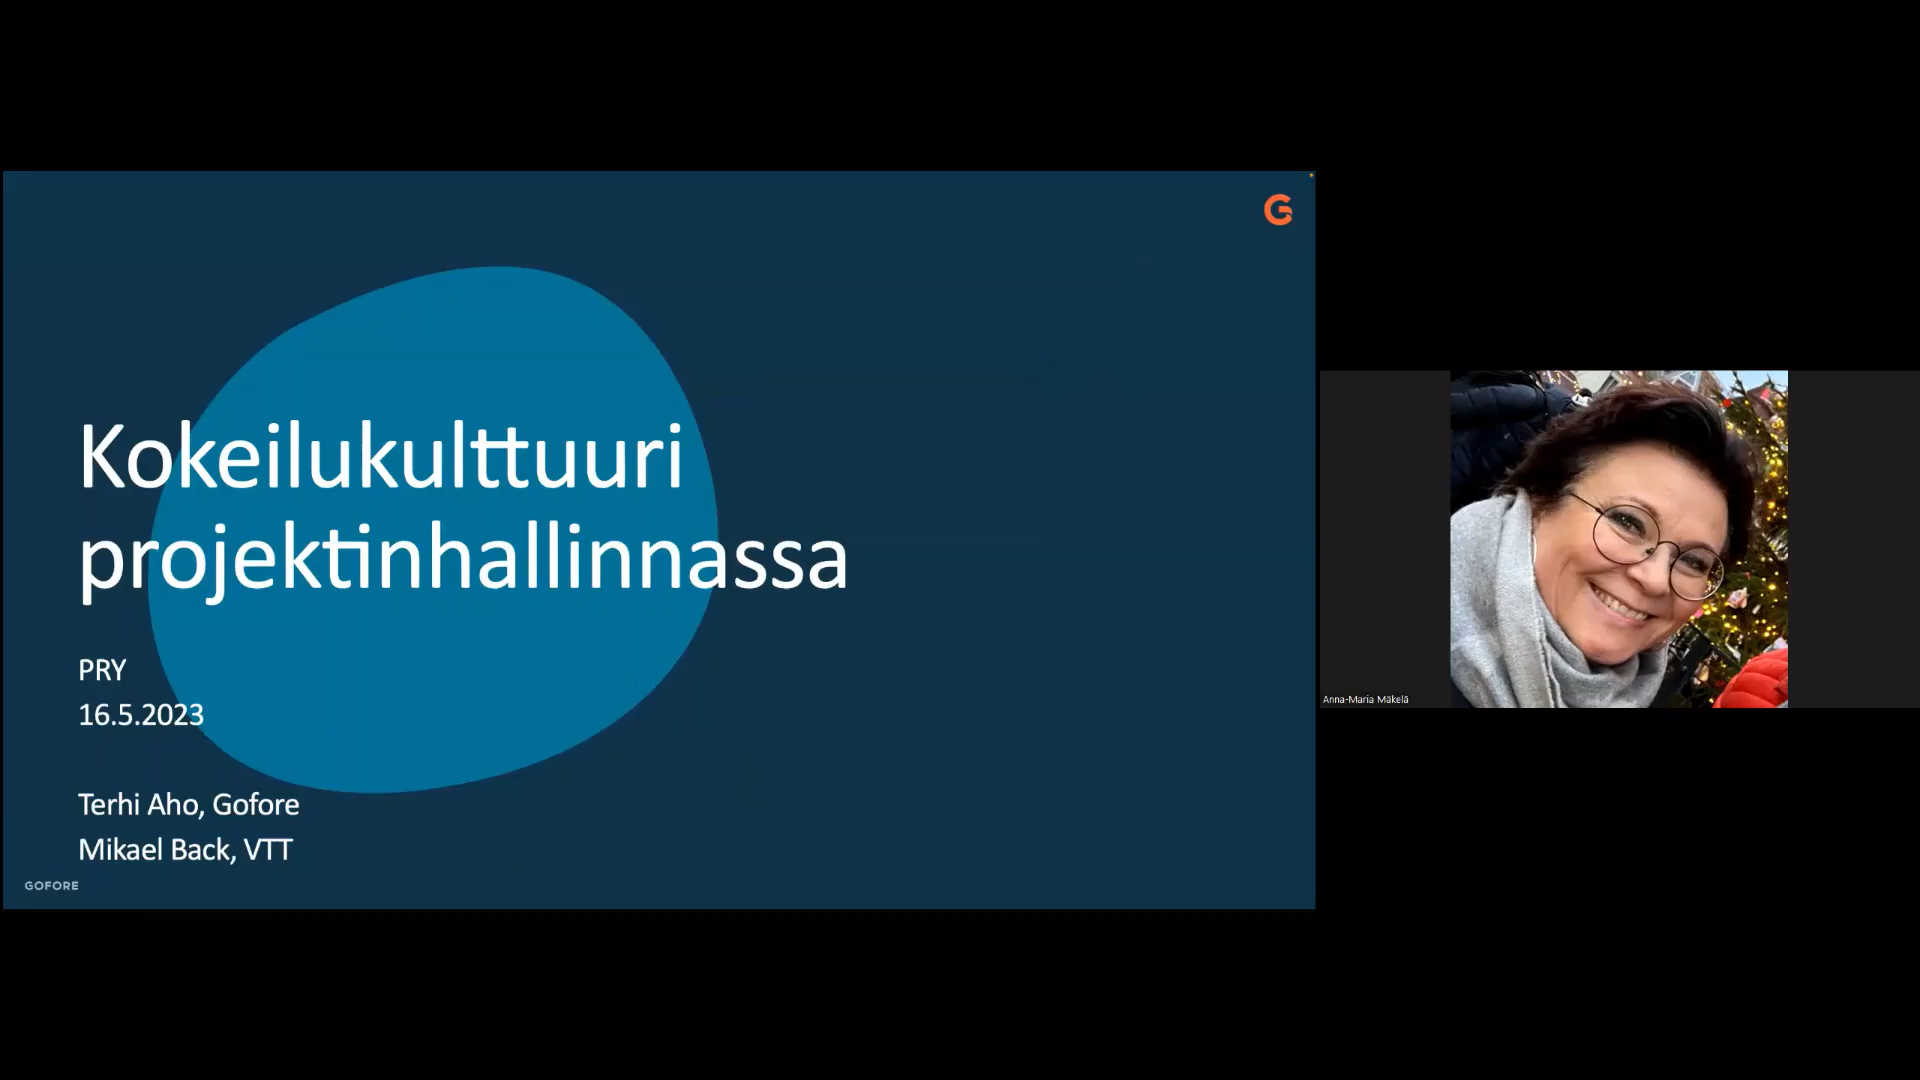 Kokeilukulttuuri
projektinhallinnassa
PRY
16.5.2023
Terhi Aho, Gofore
Mikael Back, VTT
GOFORE
Anna-Maria Mäkelä